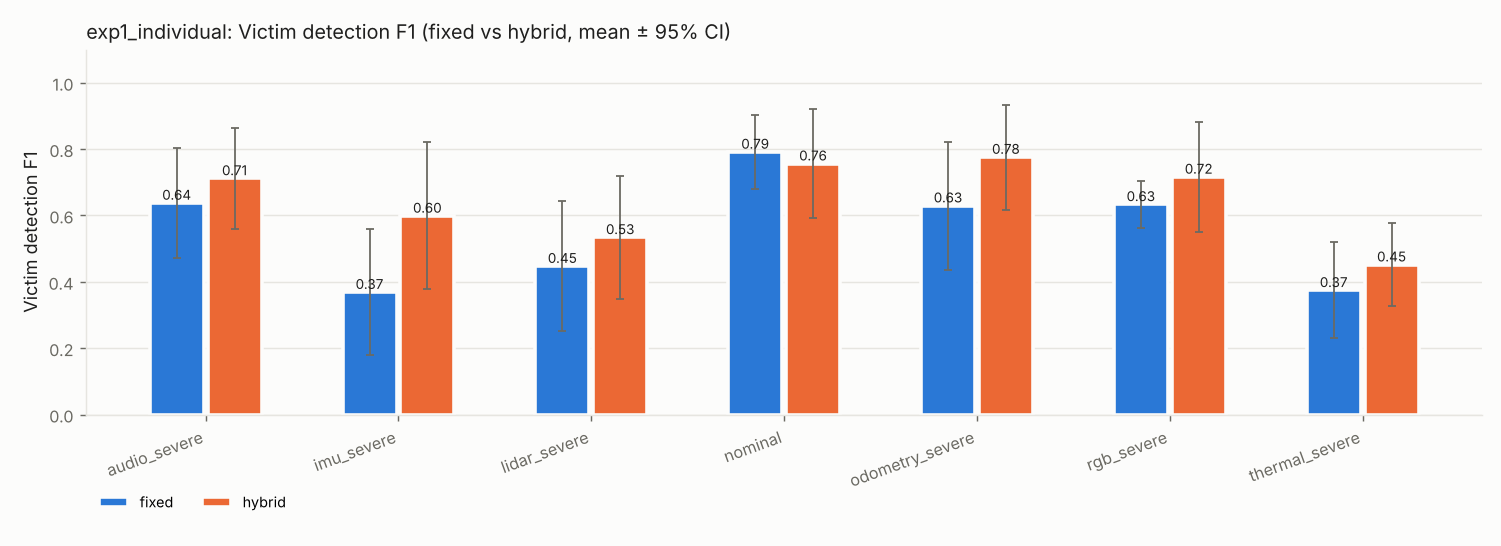 exp1_individual: Victim detection F1 (fixed vs hybrid, mean ± 95% CI)
Victim detection F1
1.0
0.8
0.6
0.4
0.2
0.0
0.64
0.71
0.37
0.60
0.45
0.53
0.79
0.76
0.63
0.78
0.63
0.72
0.37
0.45
audio_severe
imu_severe
lidar_severe
nominal
odometry_severe
rgb_severe
thermal_severe
fixed
hybrid